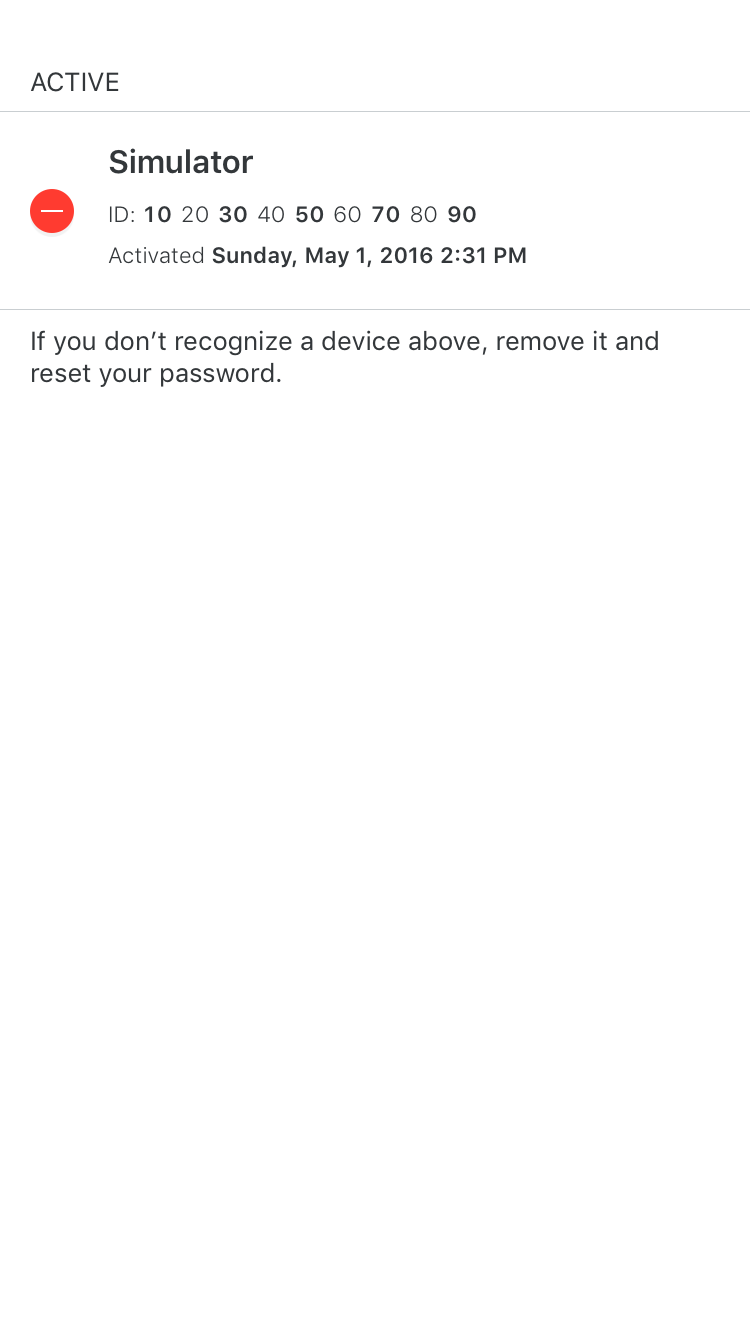 ACTIVE
Simulator
ID: 10 20 30 40 50 60 70 80 90
Activated Sunday, May 1, 2016 2:31 PM
If you don’t recognize a device above, remove it and
reset your password.